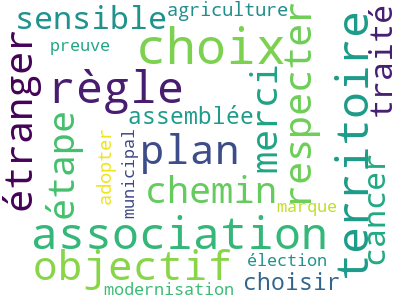 sensible
agriculture
preuve
choix
règle
étranger
territoire
traité
respecter
merci
assemblée
étape
plan
adopter
municipal
chemin
cancer
marque
association
objectif
élection
choisir
modernisation